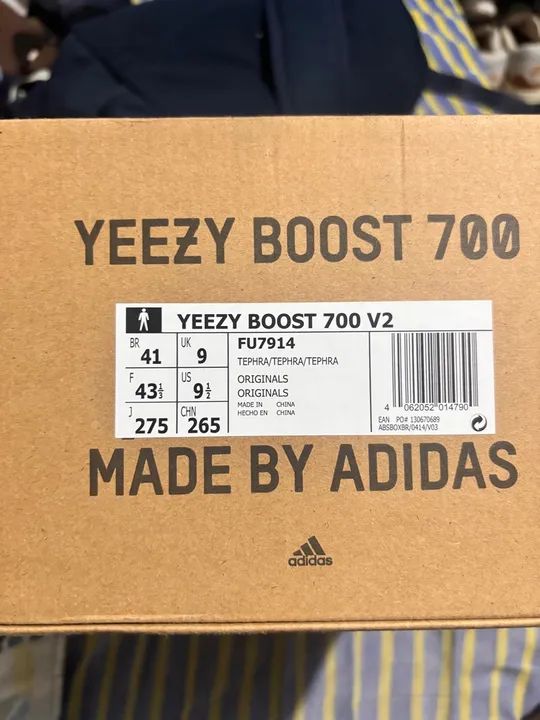 YEEZY BOOST 700
YEEZY BOOST 700 V2
BR 41 UK 9
F 43⅓ US 9½
J 275 CHN 265
FU7914
TEPHRA/TEPHRA/TEPHRA
ORIGINALS
ORIGINALS
MADE IN CHINA
HECHO EN CHINA
4 062052 014790
EAN PO# 130670689
ABSBOXBR/0414/V03
MADE BY ADIDAS
adidas